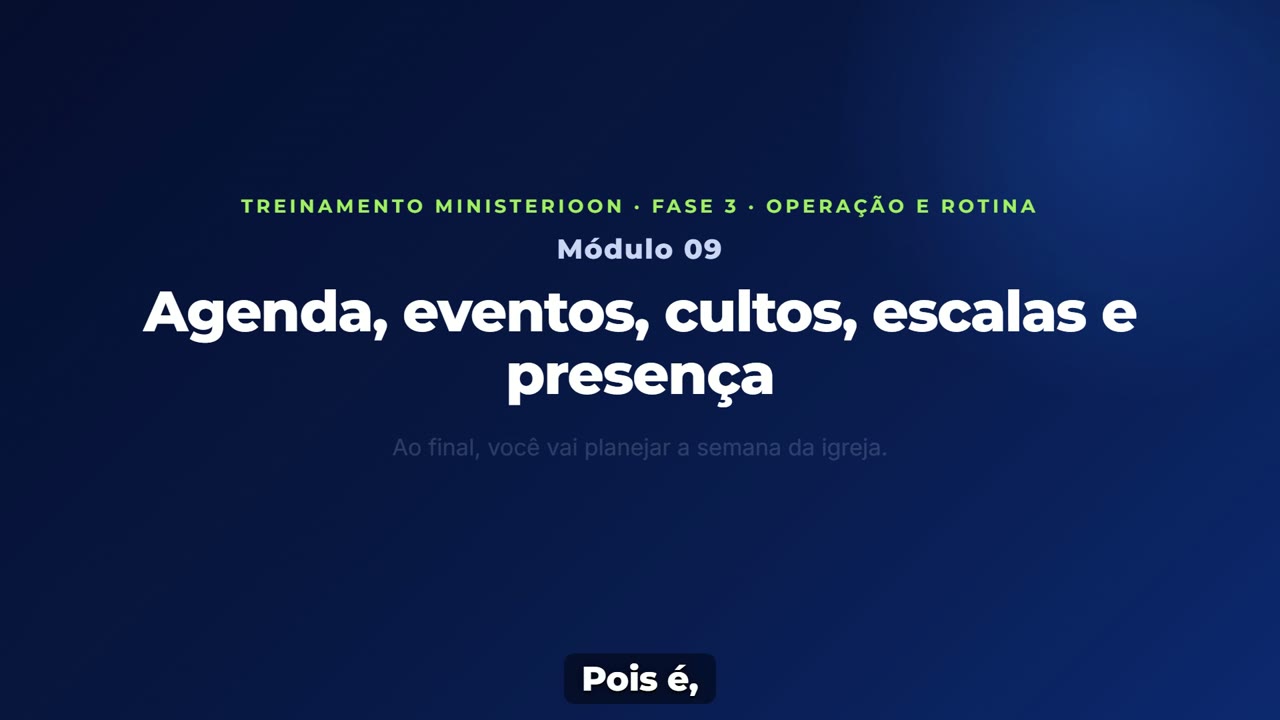 TREINAMENTO MINISTERIOON · FASE 3 · OPERAÇÃO E ROTINA
Módulo 09
Agenda, eventos, cultos, escalas e
presença
Ao final, você vai planejar a semana da igreja.
Pois é,